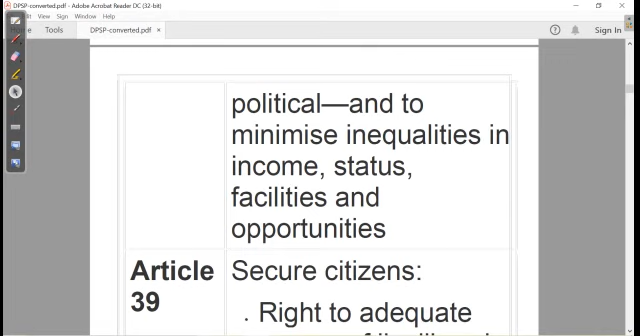 DPSP-converted.pdf - Adobe Acrobat Reader DC (32-bit)
View Sign Window Help
Tools DPSP-converted.pdf × Sign In
political—and to
minimise inequalities in
income, status,
facilities and
opportunities
Article 39 Secure citizens:
. Right to adequate